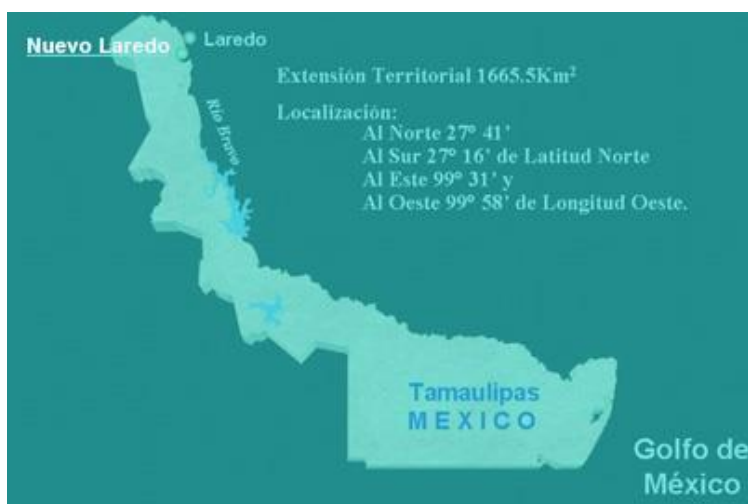 Nuevo Laredo
Laredo
Extensión Territorial 1665.5Km²
Río Bravo
Localización:
Al Norte 27º 41'
Al Sur 27º 16' de Latitud Norte
Al Este 99º 31' y
Al Oeste 99º 58' de Longitud Oeste.
Tamaulipas
MEXICO
Golfo de
México